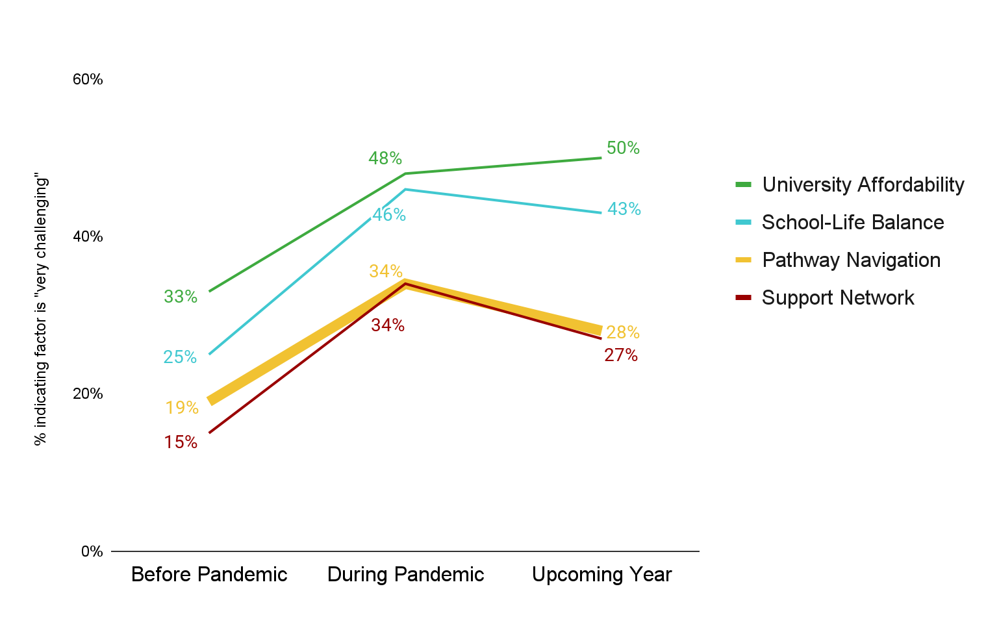 60%
40%
20%
0%
% indicating factor is "very challenging"
33%
48%
50%
25%
46%
43%
19%
34%
28%
15%
34%
27%
Before Pandemic
During Pandemic
Upcoming Year
University Affordability
School-Life Balance
Pathway Navigation
Support Network